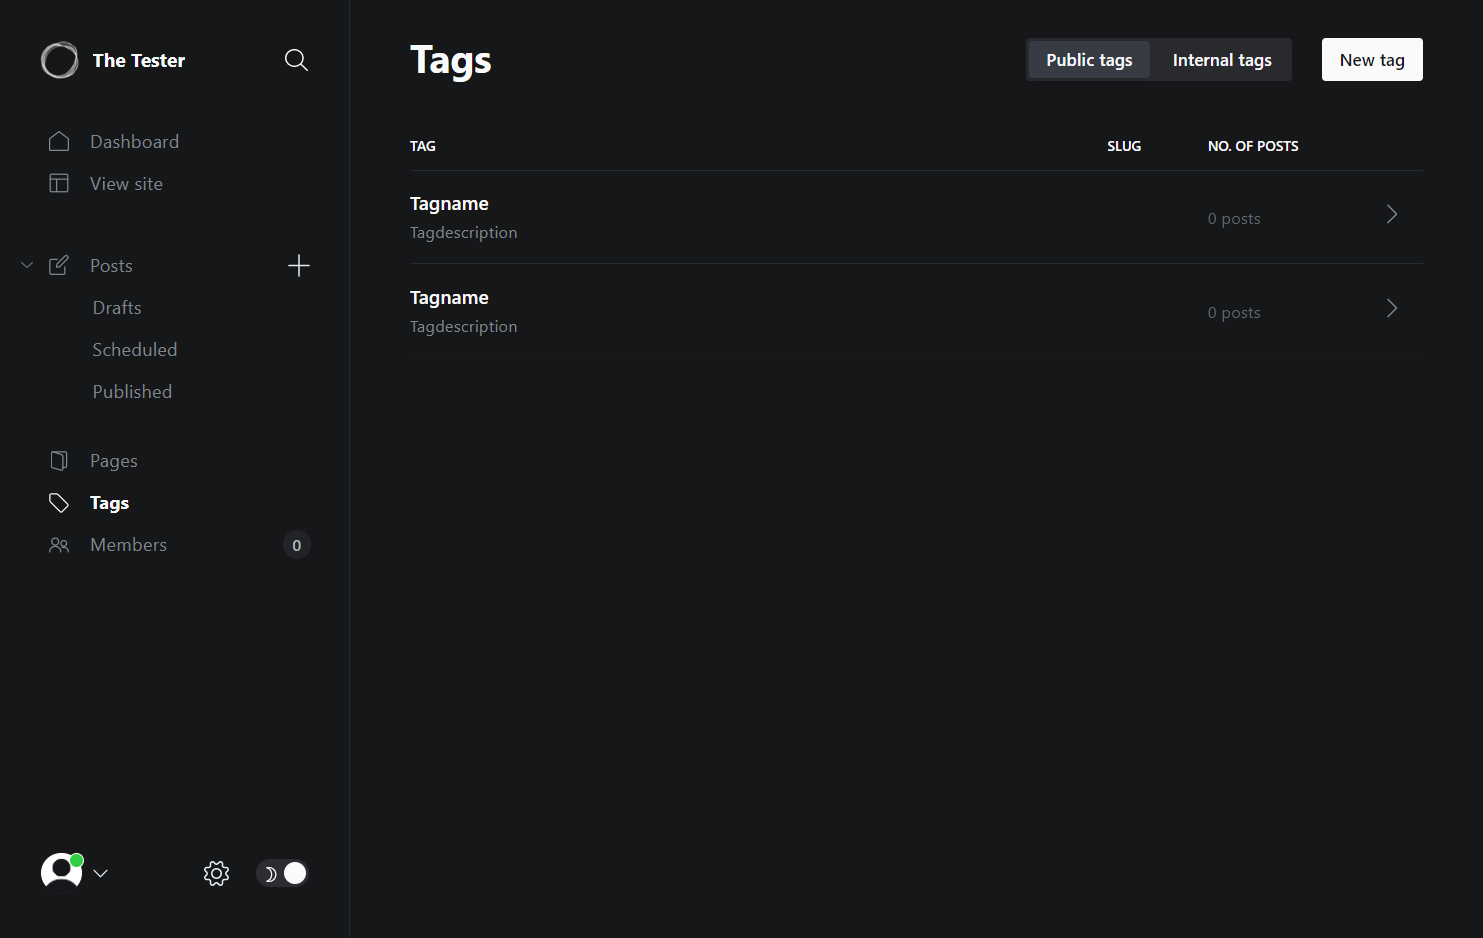 The Tester
Dashboard
View site
Posts
Drafts
Scheduled
Published
Pages
Tags
Members 0
Tags
Public tags Internal tags New tag
TAG SLUG NO. OF POSTS
Tagname
Tagdescription
0 posts
Tagname
Tagdescription
0 posts